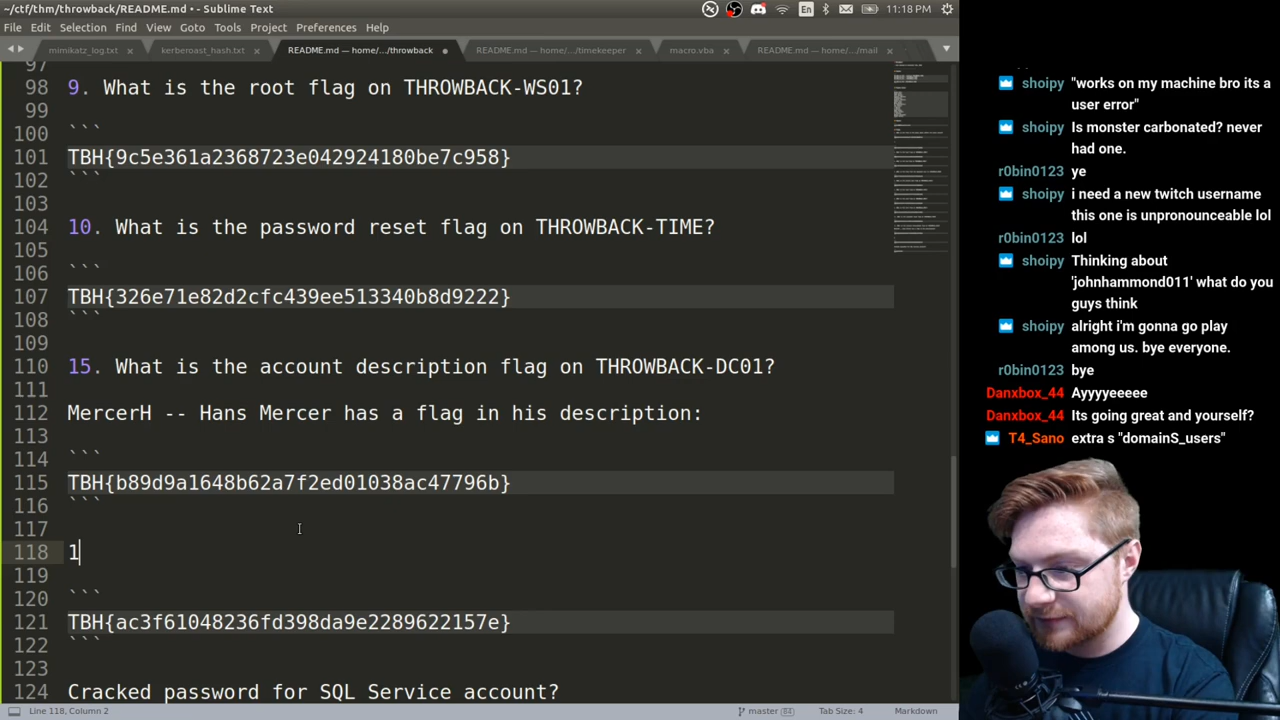 ~/ctf/thm/throwback/README.md • - Sublime Text
En
11:18 PM
File Edit Selection Find View Goto Tools Project Preferences Help
mimikatz_log.txt × kerberoast_hash.txt × README.md — home/.../throwback • README.md — home/.../timekeeper × macro.vba × README.md — home/.../mail ×
97
98 9. What is the root flag on THROWBACK-WS01?
99
100 ```
101 TBH{9c5e361a2368723e042924180be7c958}
102 ```
103
104 10. What is the password reset flag on THROWBACK-TIME?
105
106 ```
107 TBH{326e71e82d2cfc439ee513340b8d9222}
108 ```
109
110 15. What is the account description flag on THROWBACK-DC01?
111
112 MercerH -- Hans Mercer has a flag in his description:
113
114 ```
115 TBH{b89d9a1648b62a7f2ed01038ac47796b}
116 ```
117
118 1
119
120 ```
121 TBH{ac3f61048236fd398da9e2289622157e}
122 ```
123
124 Cracked password for SQL Service account?
Line 118, Column 2
master 84
Tab Size: 4
Markdown
shoipy "works on my machine bro its a
user error"
shoipy Is monster carbonated? never
had one.
r0bin0123 ye
shoipy i need a new twitch username
this one is unpronounceable lol
r0bin0123 lol
shoipy Thinking about
'johnhammond011' what do you
guys think
shoipy alright i'm gonna go play
among us. bye everyone.
r0bin0123 bye
Danxbox_44 Ayyyyeeeee
Danxbox_44 Its going great and yourself?
T4_Sano extra s "domainS_users"